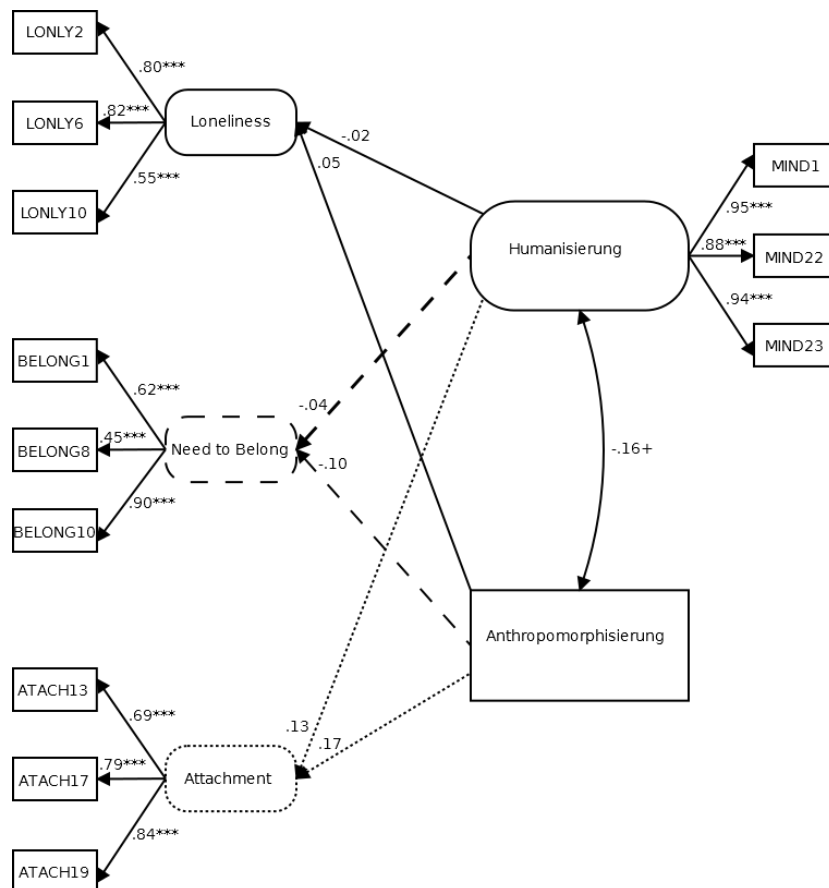 LONLY2
.80***
LONLY6
.82***
Loneliness
LONLY10
.55***
-.02
.05
Humanisierung
MIND1
.95***
.88***
MIND22
.94***
MIND23
BELONG1
.62***
BELONG8
.45***
Need to Belong
BELONG10
.90***
-.04
-.10
-.16+
Anthropomorphisierung
ATACH13
.69***
ATACH17
.79***
Attachment
ATACH19
.84***
.13
.17